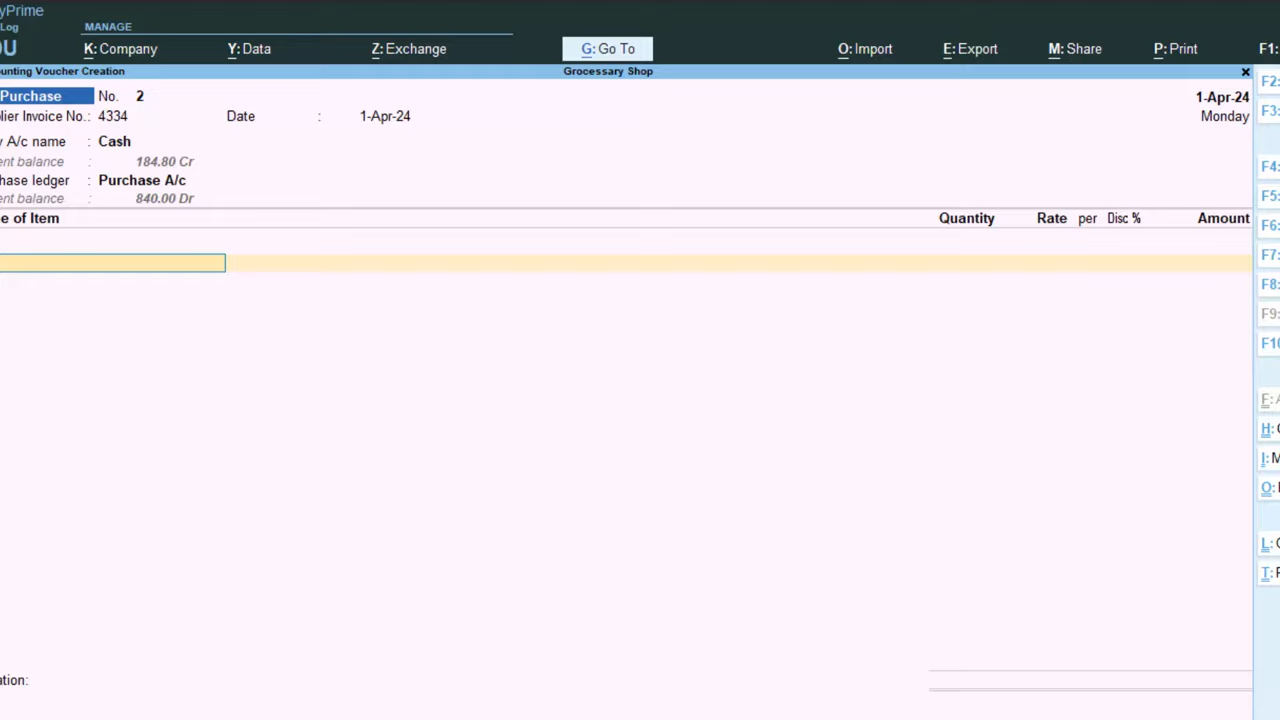 yPrime
Log
MANAGE
DU
K: Company Y: Data Z: Exchange G: Go To O: Import E: Export M: Share P: Print F1:
unting Voucher Creation Grocessary Shop x
Purchase No. 2 1-Apr-24 F2:
lier Invoice No.: 4334 Date : 1-Apr-24 Monday F3:
y A/c name : Cash
ent balance : 184.80 Cr F4:
hase ledger : Purchase A/c
ent balance : 840.00 Dr F5:
e of Item Quantity Rate per Disc % Amount F6:
F7:
F8:
F9:
F10
F: A
H: C
I: M
O:
L: C
T: F
ation: